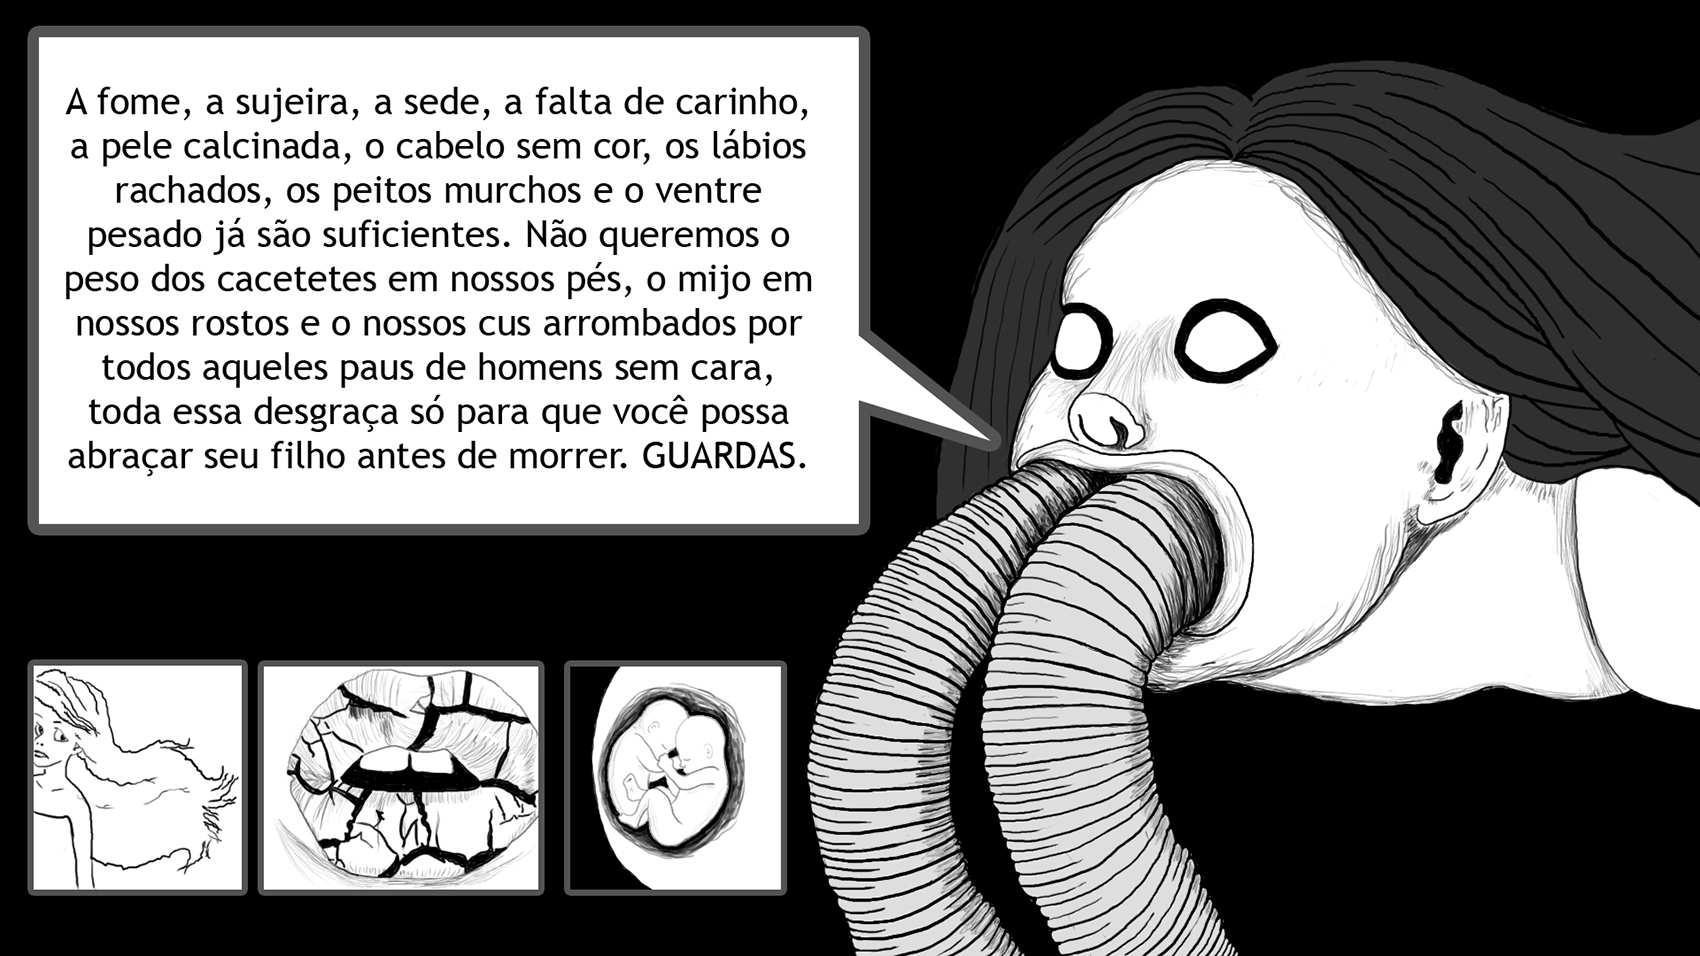 A fome, a sujeira, a sede, a falta de carinho,
a pele calcinada, o cabelo sem cor, os lábios
rachados, os peitos murchos e o ventre
pesado já são suficientes. Não queremos o
peso dos cacetetes em nossos pés, o mijo em
nossos rostos e o nossos cus arrombados por
todos aqueles paus de homens sem cara,
toda essa desgraça só para que você possa
abraçar seu filho antes de morrer. GUARDAS.